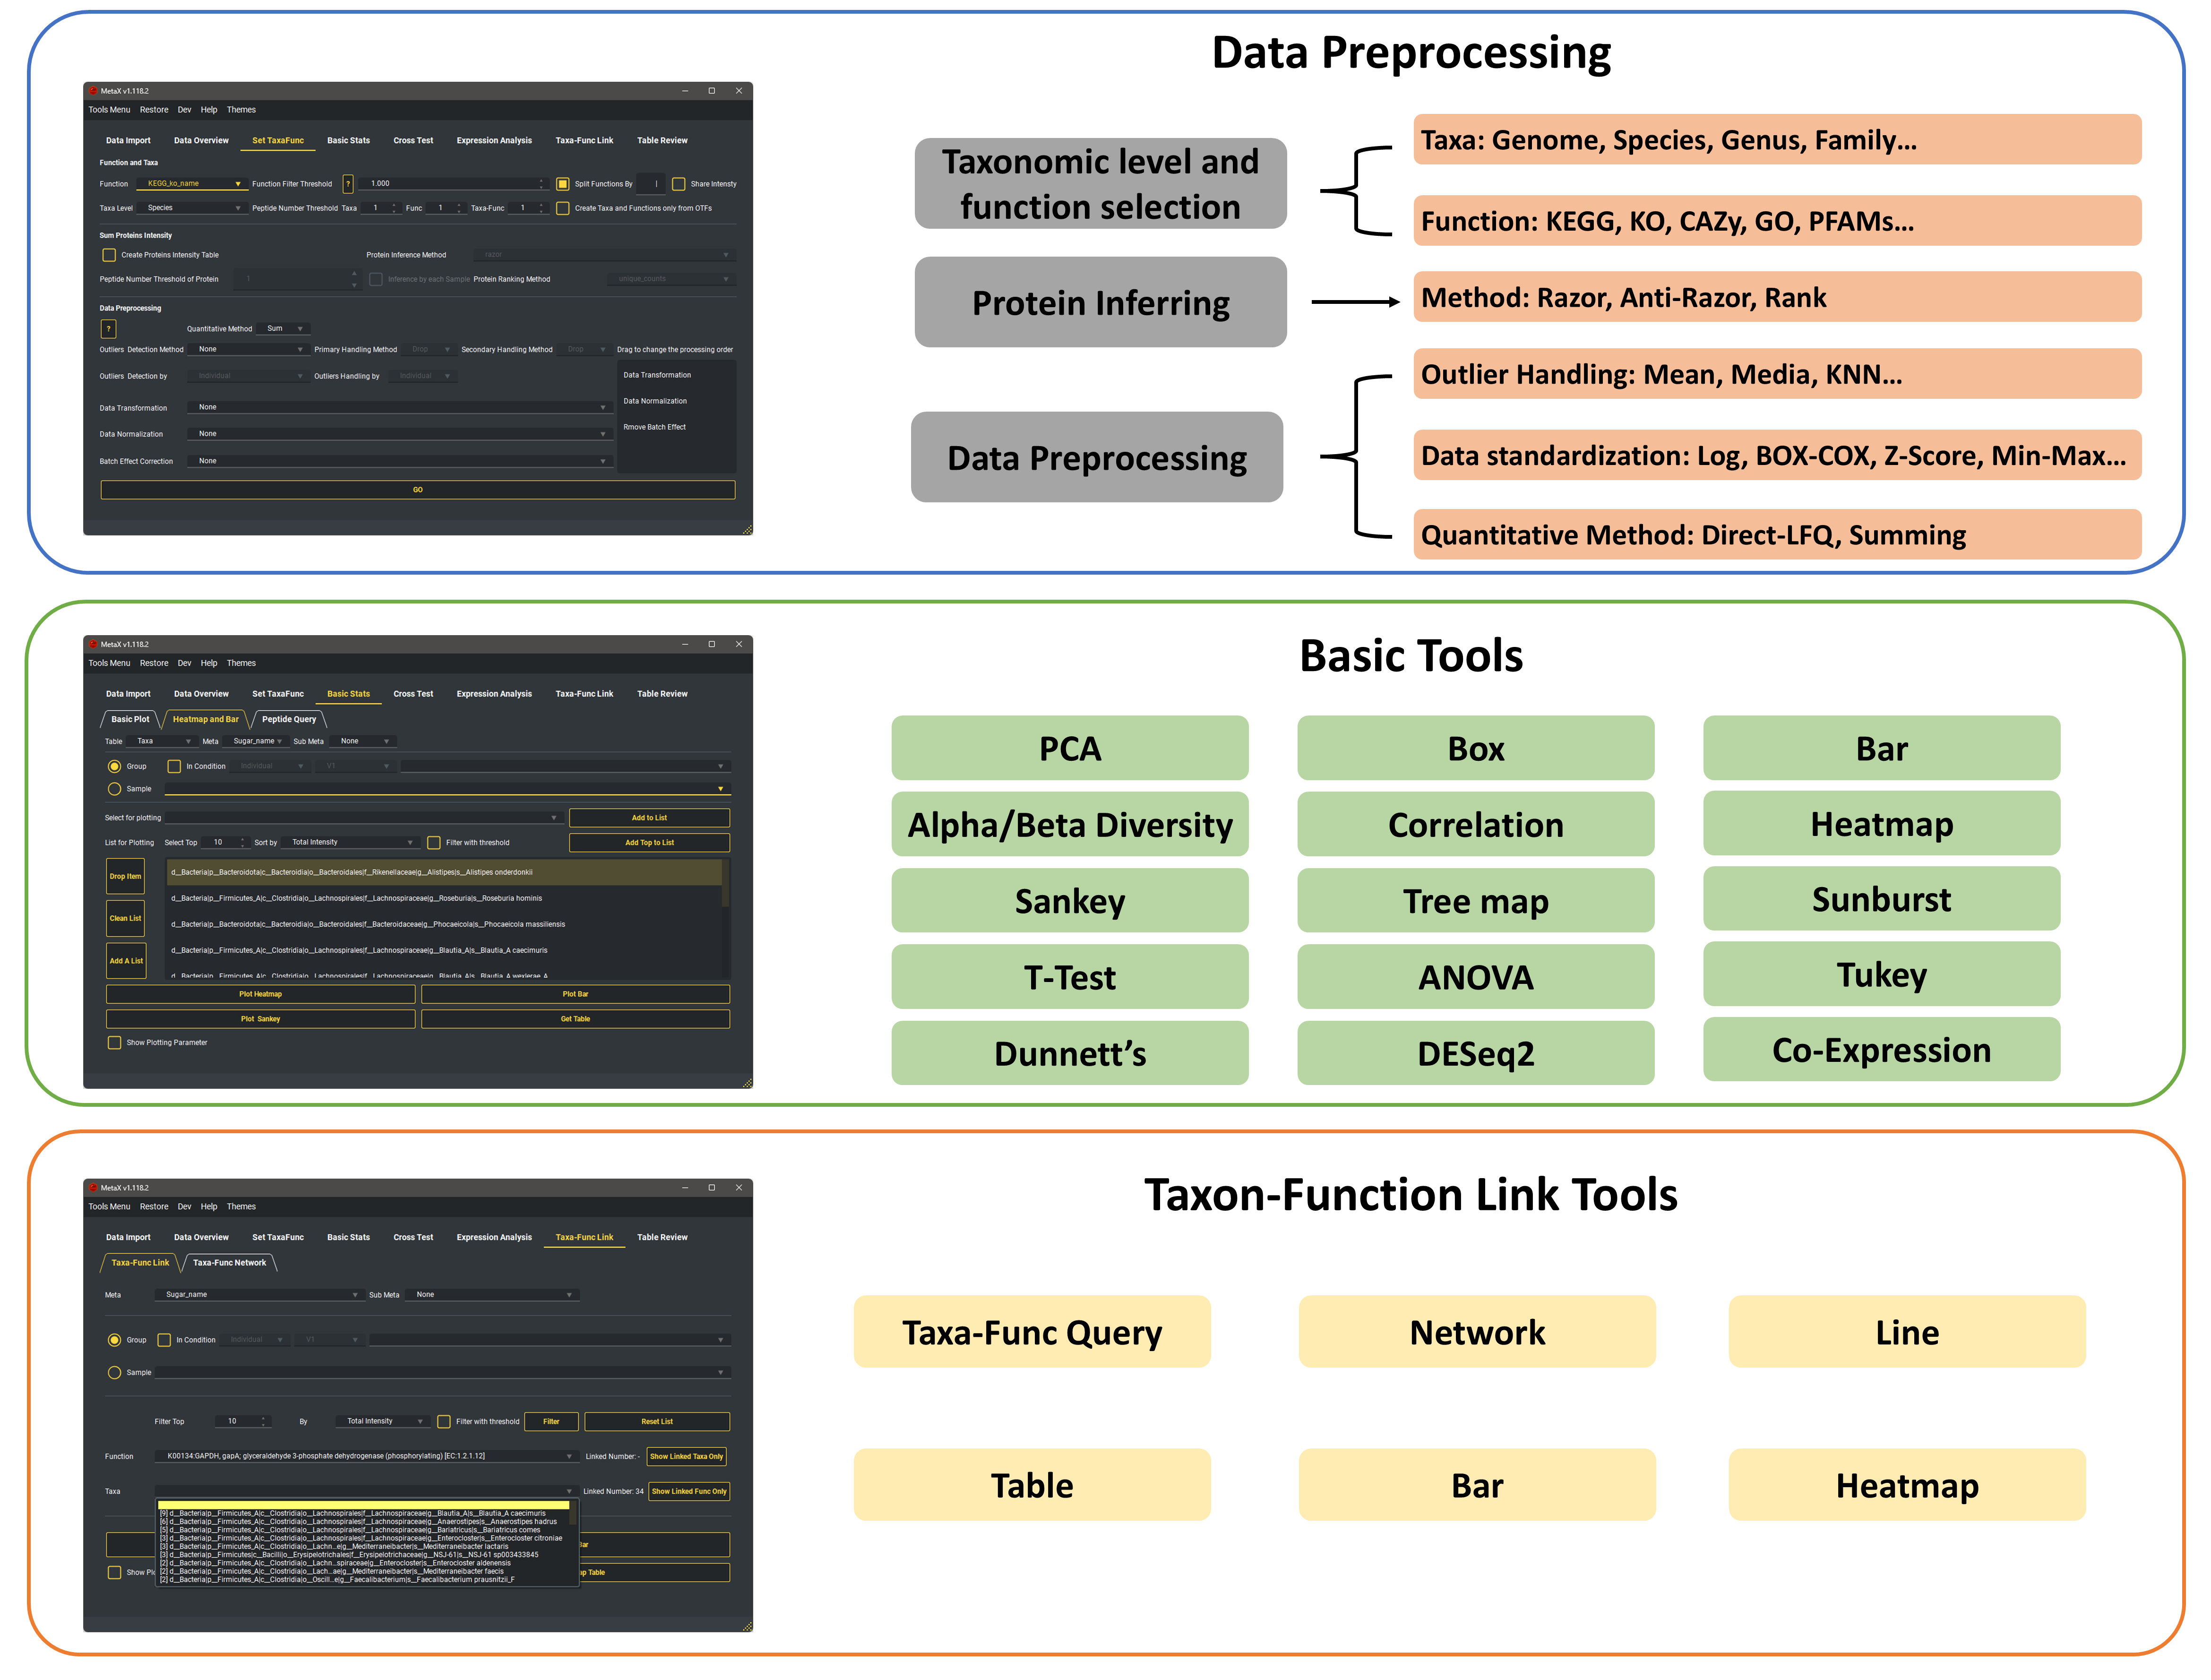 Data Preprocessing
MetaX v1.118.2
Tools Menu Restore Dev Help Themes
Data Import Data Overview Set TaxaFunc Basic Stats Cross Test Expression Analysis Taxa-Func Link Table Review
Function and Taxa
Function KEGG_ko_name Function Filter Threshold ? 1.000 Split Functions By | Share Intensty
Taxa Level Species Peptide Number Threshold Taxa 1 Func 1 Taxa-Func 1 Create Taxa and Functions only from OTFs
Sum Proteins Intensity
Create Proteins Intensity Table Protein Inference Method razor
Peptide Number Threshold of Protein 1 Inference by each Sample Protein Ranking Method unique_counts
Data Preprocessing
? Quantitative Method Sum
Outliers Detection Method None Primary Handling Method Drop Secondary Handling Method Drop Drag to change the processing order
Outliers Detection by Individual Outliers Handling by Individual
Data Transformation
Data Normalization
Rmove Batch Effect
Data Transformation None
Data Normalization None
Batch Effect Correction None
GO
Taxonomic level and
function selection
Taxa: Genome, Species, Genus, Family...
Function: KEGG, KO, CAZy, GO, PFAMs...
Protein Inferring
Method: Razor, Anti-Razor, Rank
Data Preprocessing
Outlier Handling: Mean, Media, KNN...
Data standardization: Log, BOX-COX, Z-Score, Min-Max...
Quantitative Method: Direct-LFQ, Summing
Basic Tools
MetaX v1.118.2
Tools Menu Restore Dev Help Themes
Data Import Data Overview Set TaxaFunc Basic Stats Cross Test Expression Analysis Taxa-Func Link Table Review
Basic Plot Heatmap and Bar Peptide Query
Table Taxa Meta Sugar_name Sub Meta None
Group In Condition Individual V1
Sample
Select for plotting Add to List
List for Plotting Select Top 10 Sort by Total Intensity Filter with threshold Add Top to List
Drop Item
Clean List
Add A List
d__Bacteria|p__Bacteroidota|c__Bacteroidia|o__Bacteroidales|f__Rikenellaceae|g__Alistipes|s__Alistipes onderdonkii
d__Bacteria|p__Firmicutes_A|c__Clostridia|o__Lachnospirales|f__Lachnospiraceae|g__Roseburia|s__Roseburia hominis
d__Bacteria|p__Bacteroidota|c__Bacteroidia|o__Bacteroidales|f__Bacteroidaceae|g__Phocaeicola|s__Phocaeicola massiliensis
d__Bacteria|p__Firmicutes_A|c__Clostridia|o__Lachnospirales|f__Lachnospiraceae|g__Blautia_A|s__Blautia_A caecimuris
d__Bacteria|p__Firmicutes_A|c__Clostridia|o__Lachnospirales|f__Lachnospiraceae|g__Blautia_A|s__Blautia_A wexlerae_A
Plot Heatmap Plot Bar
Plot Sankey Get Table
Show Plotting Parameter
PCA Box Bar
Alpha/Beta Diversity Correlation Heatmap
Sankey Tree map Sunburst
T-Test ANOVA Tukey
Dunnett's DESeq2 Co-Expression
Taxon-Function Link Tools
MetaX v1.118.2
Tools Menu Restore Dev Help Themes
Data Import Data Overview Set TaxaFunc Basic Stats Cross Test Expression Analysis Taxa-Func Link Table Review
Taxa-Func Link Taxa-Func Network
Meta Sugar_name Sub Meta None
Group In Condition Individual V1
Sample
Filter Top 10 By Total Intensity Filter with threshold Filter Reset List
Function K00134:GAPDH, gapA; glyceraldehyde 3-phosphate dehydrogenase (phosphorylating) [EC:1.2.1.12] Linked Number: - Show Linked Taxa Only
Taxa Linked Number: 34 Show Linked Func Only
[9] d__Bacteria|p__Firmicutes_A|c__Clostridia|o__Lachnospirales|f__Lachnospiraceae|g__Blautia_A|s__Blautia_A caecimuris
[6] d__Bacteria|p__Firmicutes_A|c__Clostridia|o__Lachnospirales|f__Lachnospiraceae|g__Anaerostipes|s__Anaerostipes hadrus
[5] d__Bacteria|p__Firmicutes_A|c__Clostridia|o__Lachnospirales|f__Lachnospiraceae|g__Bariatricus|s__Bariatricus comes
[3] d__Bacteria|p__Firmicutes_A|c__Clostridia|o__Lachnospirales|f__Lachnospiraceae|g__Enterocloster|s__Enterocloster citroniae
[3] d__Bacteria|p__Firmicutes_A|c__Clostridia|o__Lachn...e|g__Mediterraneibacter|s__Mediterraneibacter lactaris
[3] d__Bacteria|p__Firmicutes|c__Bacilli|o__Erysipelotrichales|f__Erysipelotrichaceae|g__NSJ-61|s__NSJ-61 sp003433845
[2] d__Bacteria|p__Firmicutes_A|c__Clostridia|o__Lachn...spiraceae|g__Enterocloster|s__Enterocloster aldenensis
[2] d__Bacteria|p__Firmicutes_A|c__Clostridia|o__Lach...ae|g__Mediterraneibacter|s__Mediterraneibacter faecis
[2] d__Bacteria|p__Firmicutes_A|c__Clostridia|o__Oscill...e|g__Faecalibacterium|s__Faecalibacterium prausnitzii_F
Show Plo
Taxa-Func Query Network Line
Table Bar Heatmap